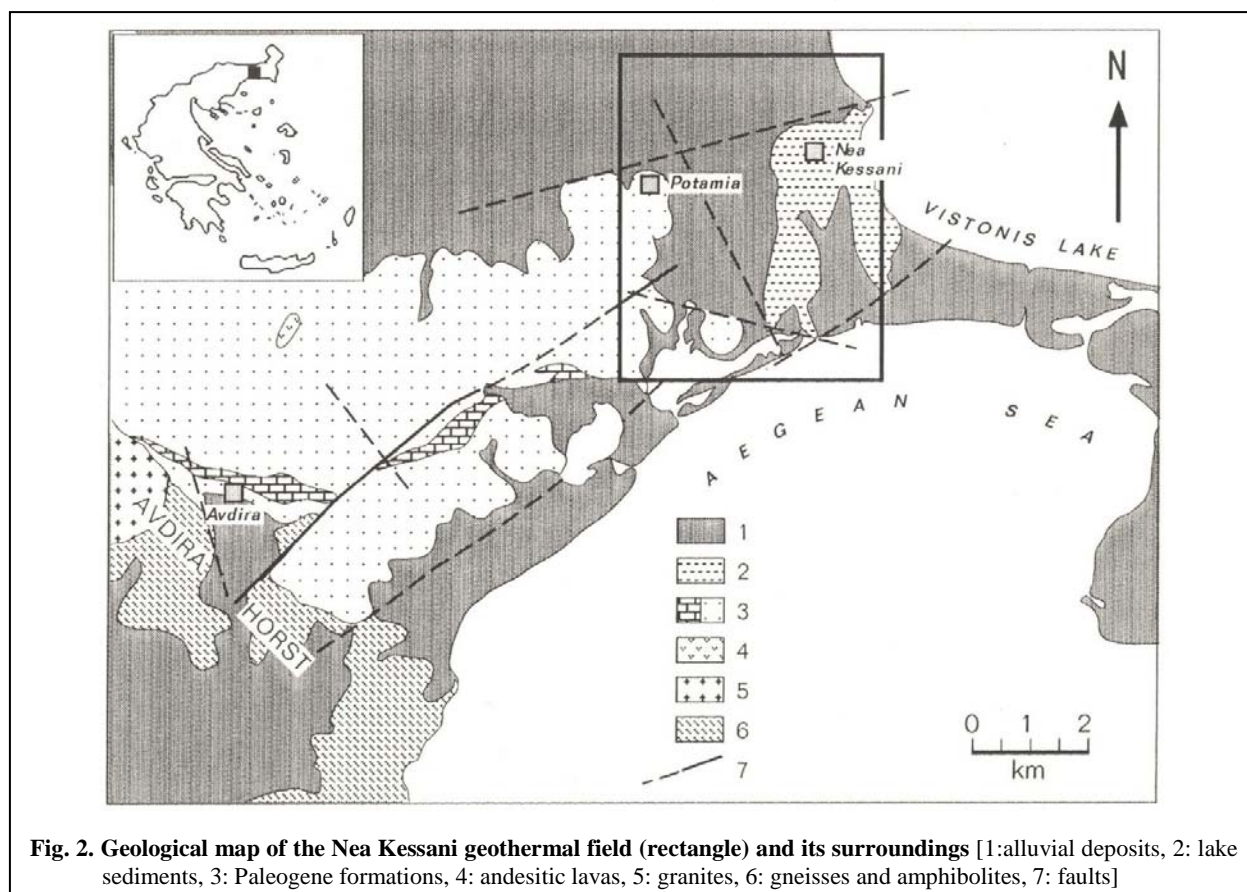 N
Nea
Kessani
Potamia
VISTONIS LAKE
AEGEAN SEA
Avdira
AVDIRA
HORST
1
2
3
4
5
6
7
0 1 2
km
Fig. 2. Geological map of the Nea Kessani geothermal field (rectangle) and its surroundings [1:alluvial deposits, 2: lake
sediments, 3: Paleogene formations, 4: andesitic lavas, 5: granites, 6: gneisses and amphibolites, 7: faults]